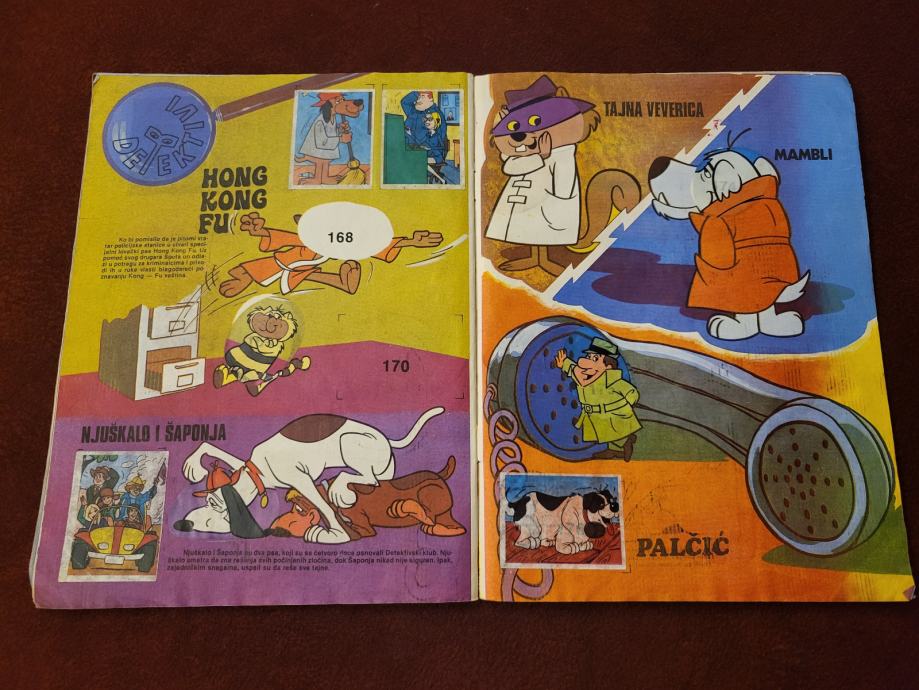 DETEKTIVI
HONG
KONG
FU
168
Ko bi pomislio da je pitomi vra-
tar policijske stanice u stvari speci-
jalni lovački pas Hong Kong Fu. Uz
pomoć svog drugara Spota on odla-
zi u potragu za kriminalcima i privo-
di ih u ruke vlasti blagodareći po-
znavanju Kong — Fu veština.
170
NJUŠKALO I ŠAPONJA
Njuškalo i Šaponja su dva psa, koji su sa četvoro dece osnovali Detektivski klub. Nju-
škalo smatra da zna rešenja svih počinjenih zločina, dok Šaponja nikad nije siguran. Ipak,
zajedničkim snagama, uspeli su da reše sve tajne.
TAJNA VEVERICA
MAMBLI
PALČIĆ